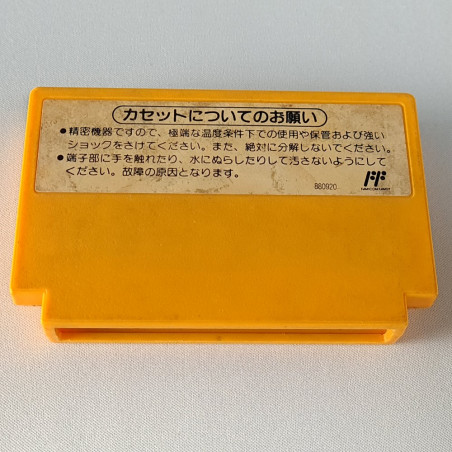 カセットについてのお願い
●精密機器ですので、極端な温度条件下での使用や保管および強い
ショックをさけてください。また、絶対に分解しないでください。
●端子部に手を触れたり、水にぬらしたりして汚さないようにして
ください。故障の原因となります。
880920
FAMICOM FAMILY